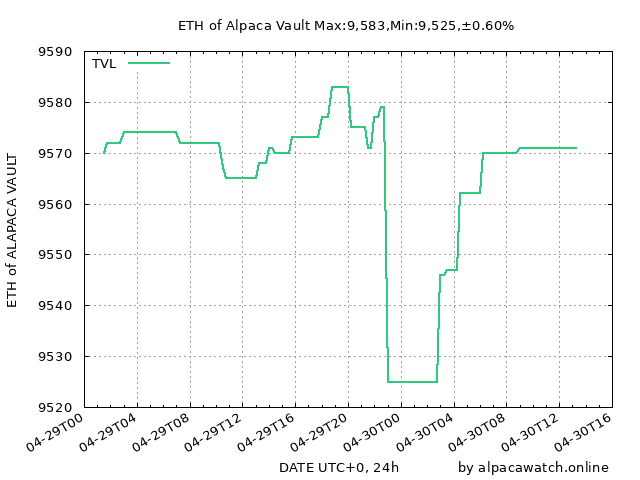 ETH of Alpaca Vault Max:9,583,Min:9,525,±0.60%
TVL
9590
9580
9570
9560
9550
9540
9530
9520
ETH of ALAPACA VAULT
04-29T00
04-29T04
04-29T08
04-29T12
04-29T16
04-29T20
04-30T00
04-30T04
04-30T08
04-30T12
04-30T16
DATE UTC+0, 24h
by alpacawatch.online